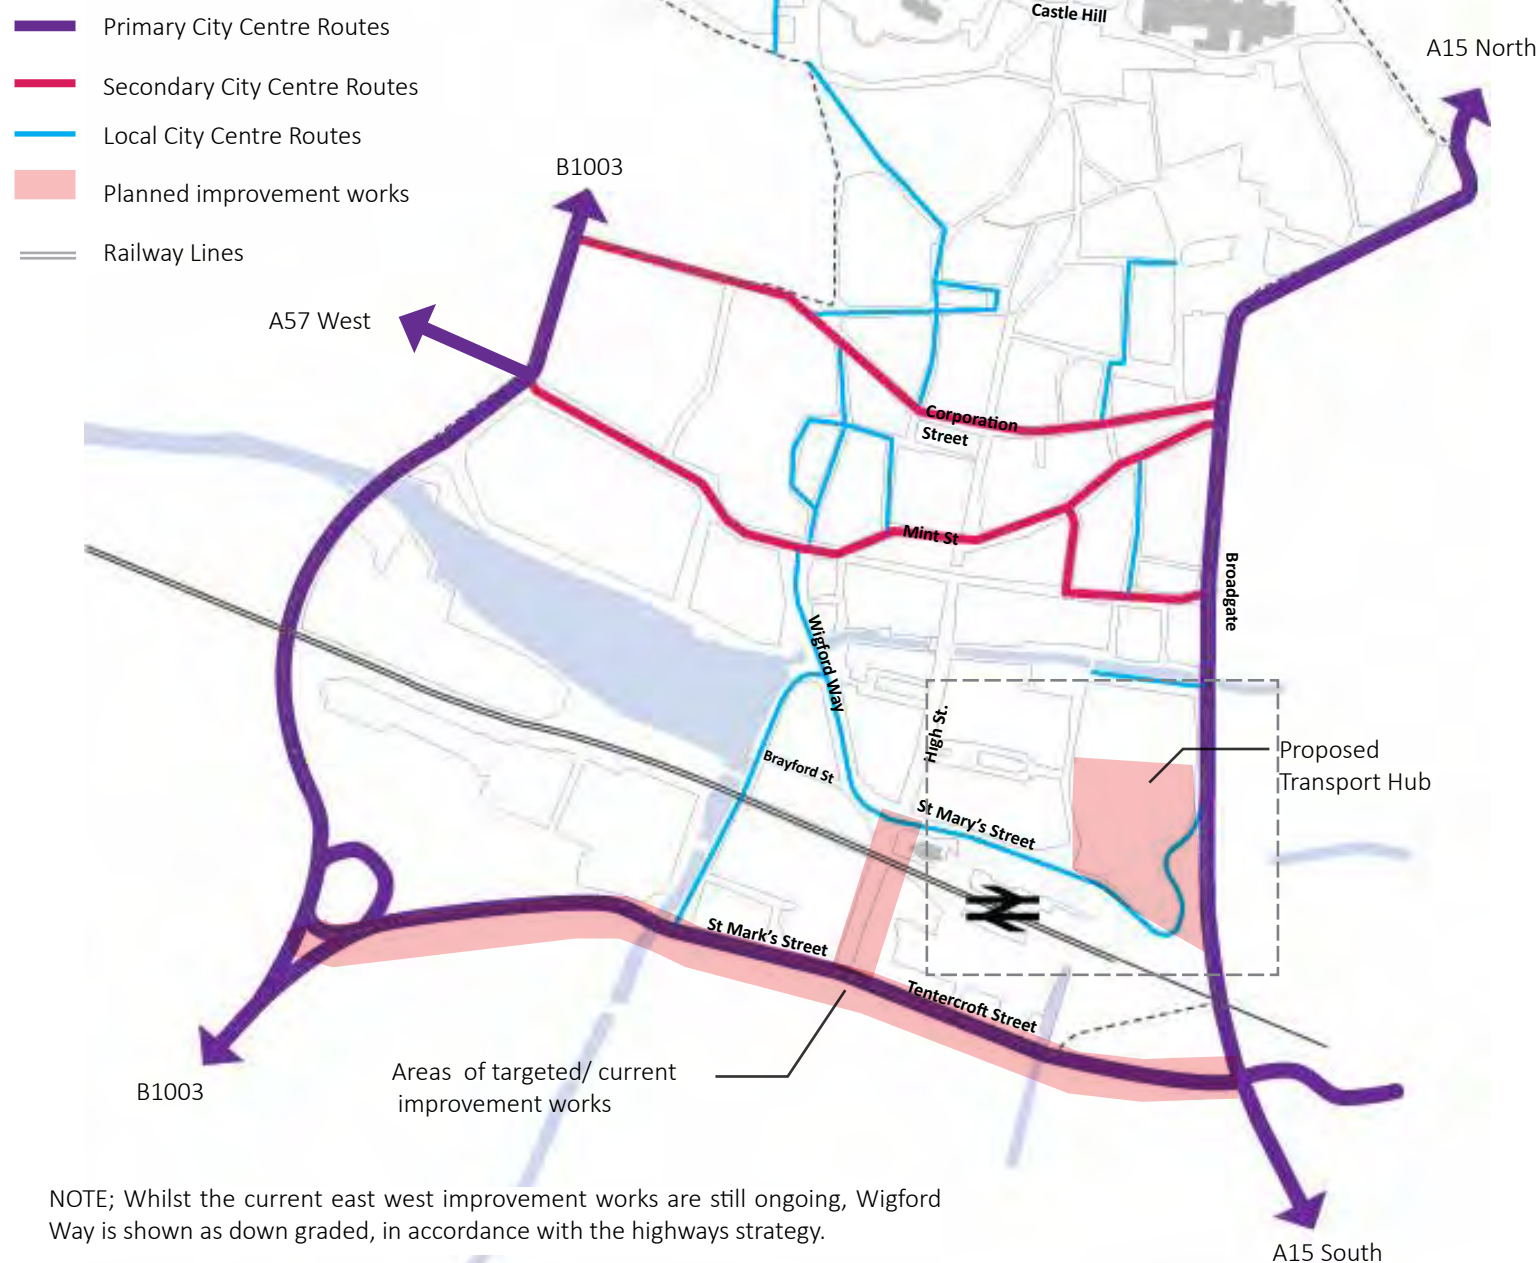 Primary City Centre Routes
Secondary City Centre Routes
Local City Centre Routes
Planned improvement works
Railway Lines
Castle Hill
A15 North
B1003
A57 West
Corporation
Street
Mint St
Broadgate
Wigford Way
High St.
Brayford St
St Mary's Street
Proposed
Transport Hub
St Mark's Street
Tentercroft Street
Areas of targeted/ current
improvement works
B1003
NOTE; Whilst the current east west improvement works are still ongoing, Wigford
Way is shown as down graded, in accordance with the highways strategy.
A15 South